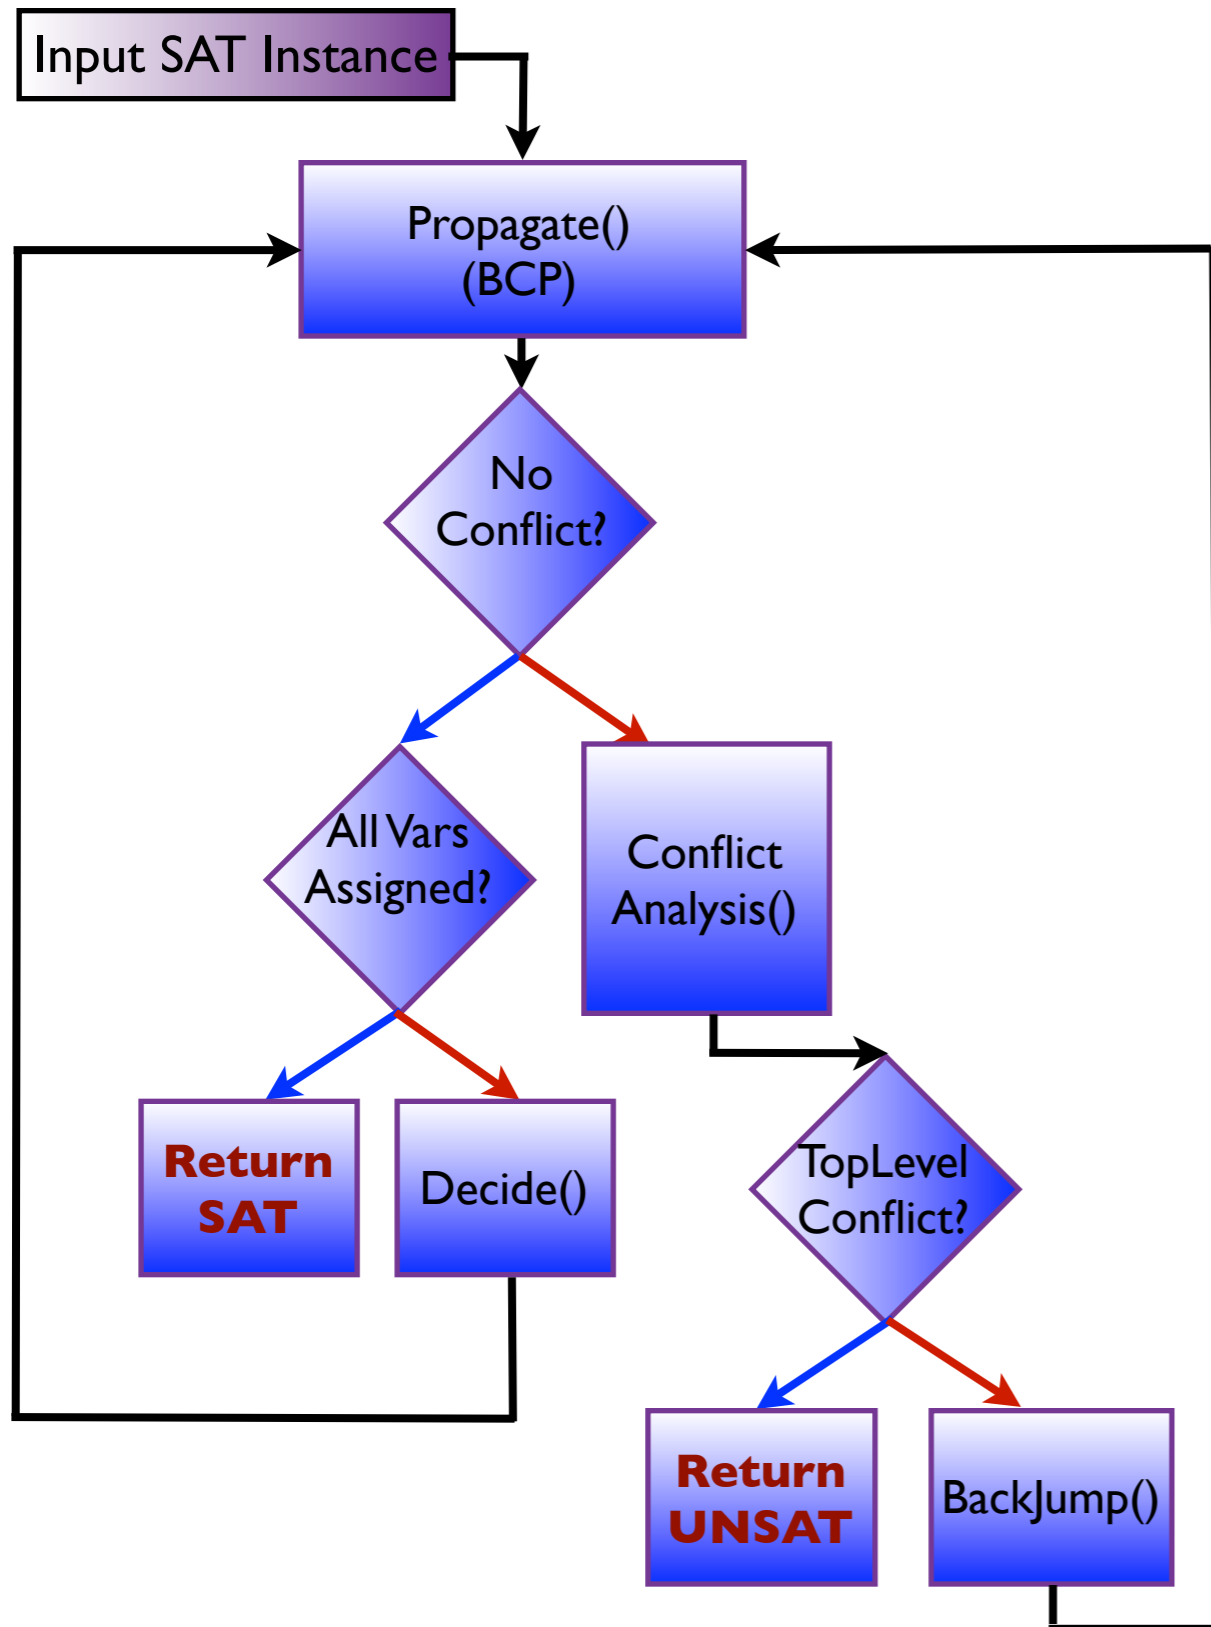 Input SAT Instance
Propagate()
(BCP)
No
Conflict?
All Vars
Assigned?
Conflict
Analysis()
Return
SAT
Decide()
TopLevel
Conflict?
Return
UNSAT
BackJump()